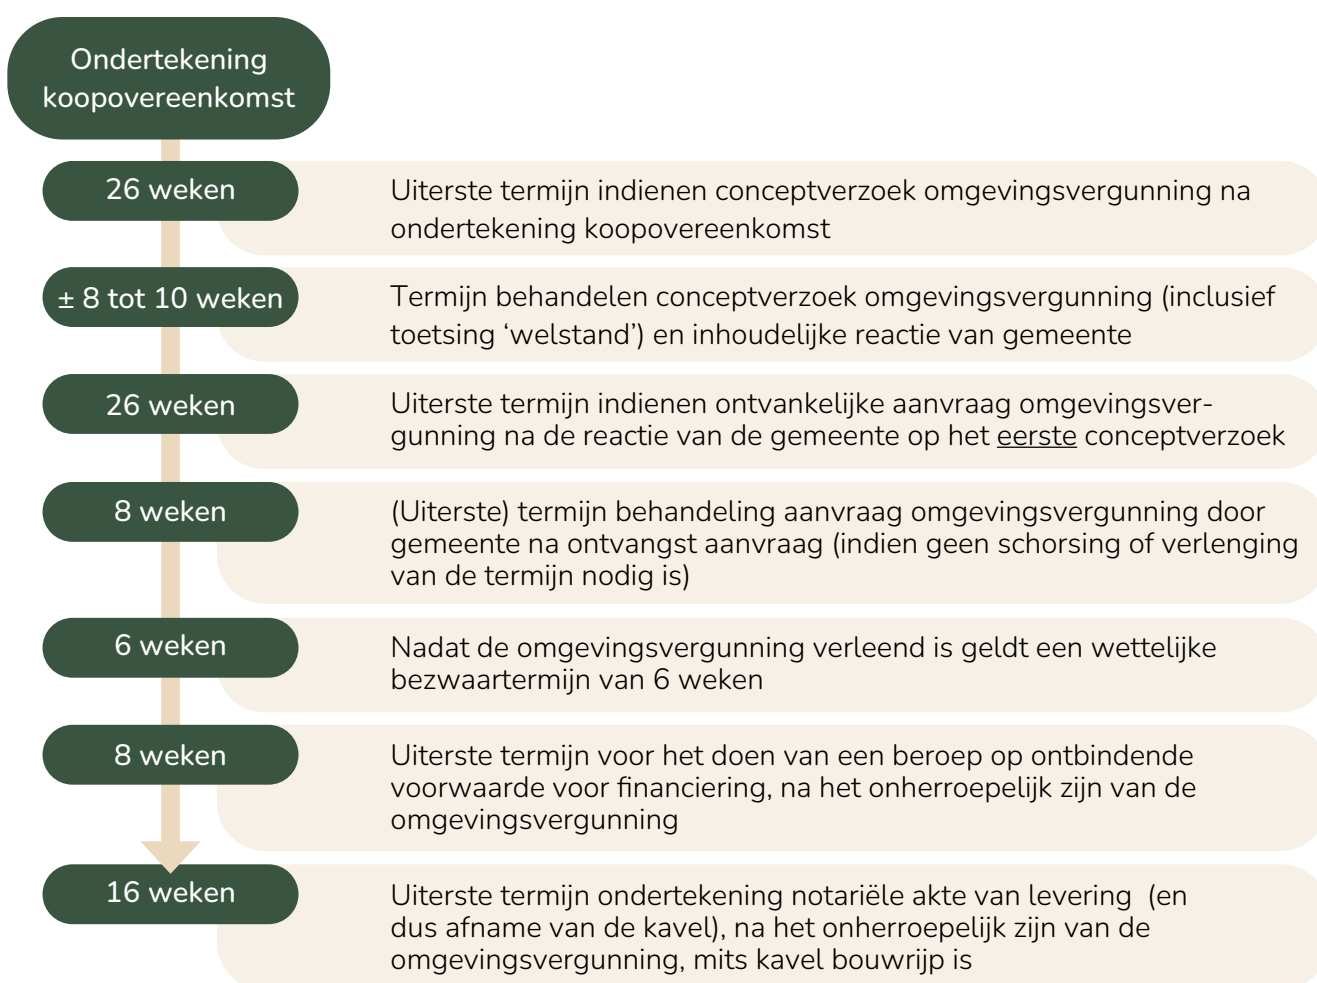 Ondertekening
koopovereenkomst
26 weken
Uiterste termijn indienen conceptverzoek omgevingsvergunning na
ondertekening koopovereenkomst
± 8 tot 10 weken
Termijn behandelen conceptverzoek omgevingsvergunning (inclusief
toetsing ‘welstand’) en inhoudelijke reactie van gemeente
26 weken
Uiterste termijn indienen ontvankelijke aanvraag omgevingsver-
gunning na de reactie van de gemeente op het eerste conceptverzoek
8 weken
(Uiterste) termijn behandeling aanvraag omgevingsvergunning door
gemeente na ontvangst aanvraag (indien geen schorsing of verlenging
van de termijn nodig is)
6 weken
Nadat de omgevingsvergunning verleend is geldt een wettelijke
bezwaartermijn van 6 weken
8 weken
Uiterste termijn voor het doen van een beroep op ontbindende
voorwaarde voor financiering, na het onherroepelijk zijn van de
omgevingsvergunning
16 weken
Uiterste termijn ondertekening notariële akte van levering (en
dus afname van de kavel), na het onherroepelijk zijn van de
omgevingsvergunning, mits kavel bouwrijp is